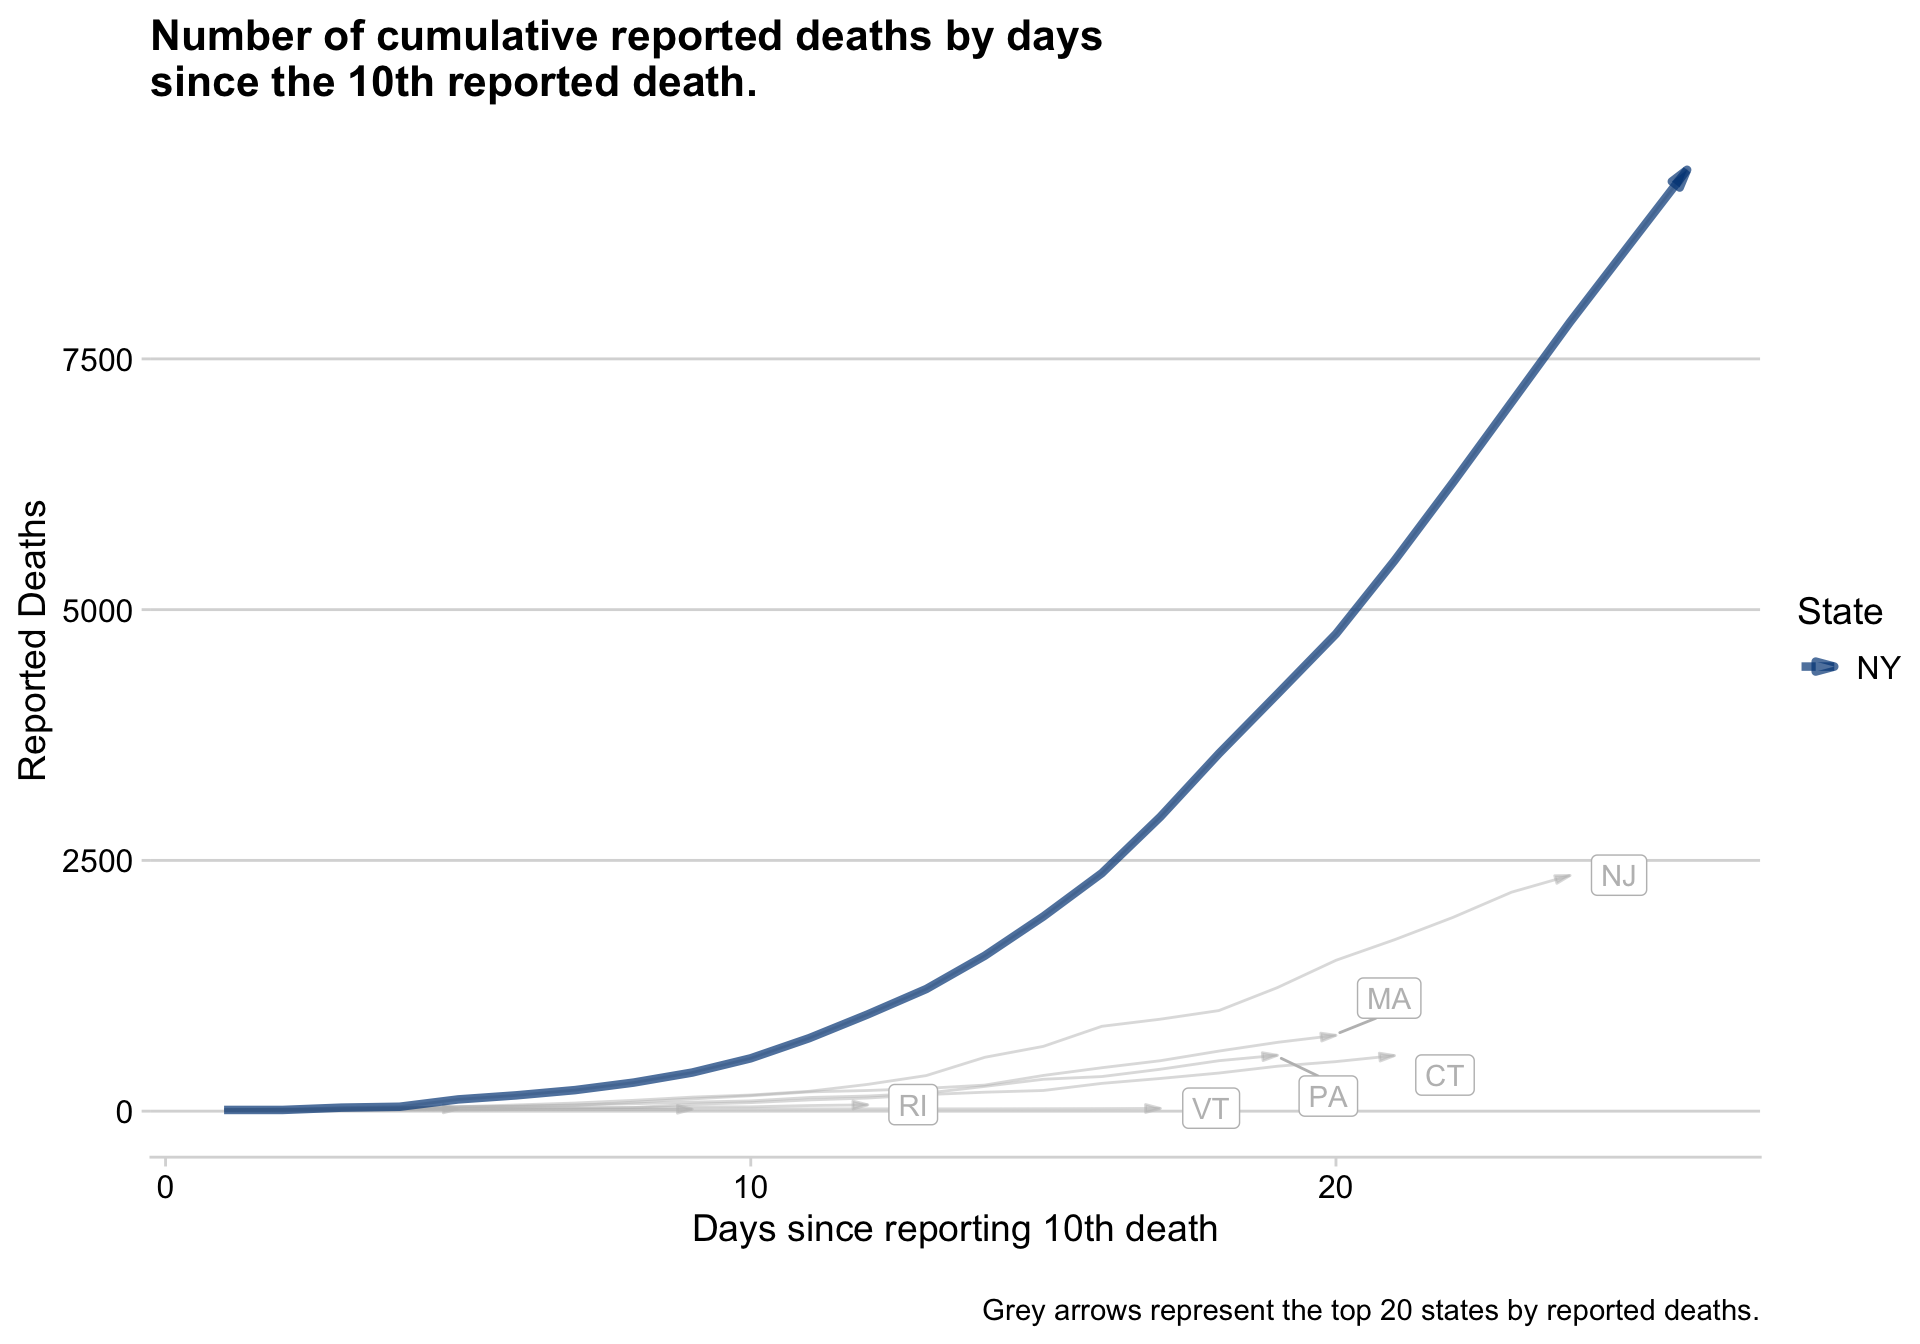 Number of cumulative reported deaths by days
since the 10th reported death.
7500
5000
2500
0
Reported Deaths
NJ
MA
CT
PA
RI
VT
State
NY
0
10
20
Days since reporting 10th death
Grey arrows represent the top 20 states by reported deaths.